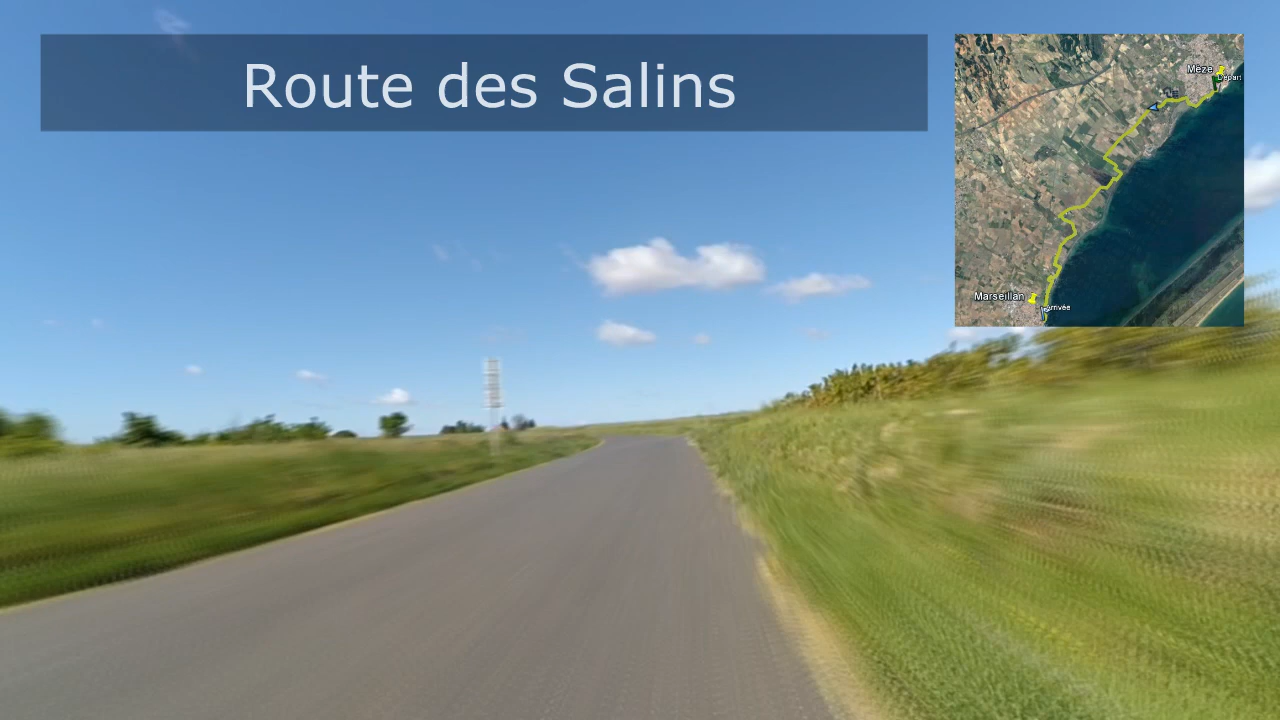 Route des Salins
Mèze
Départ
Marseillan
Arrivée